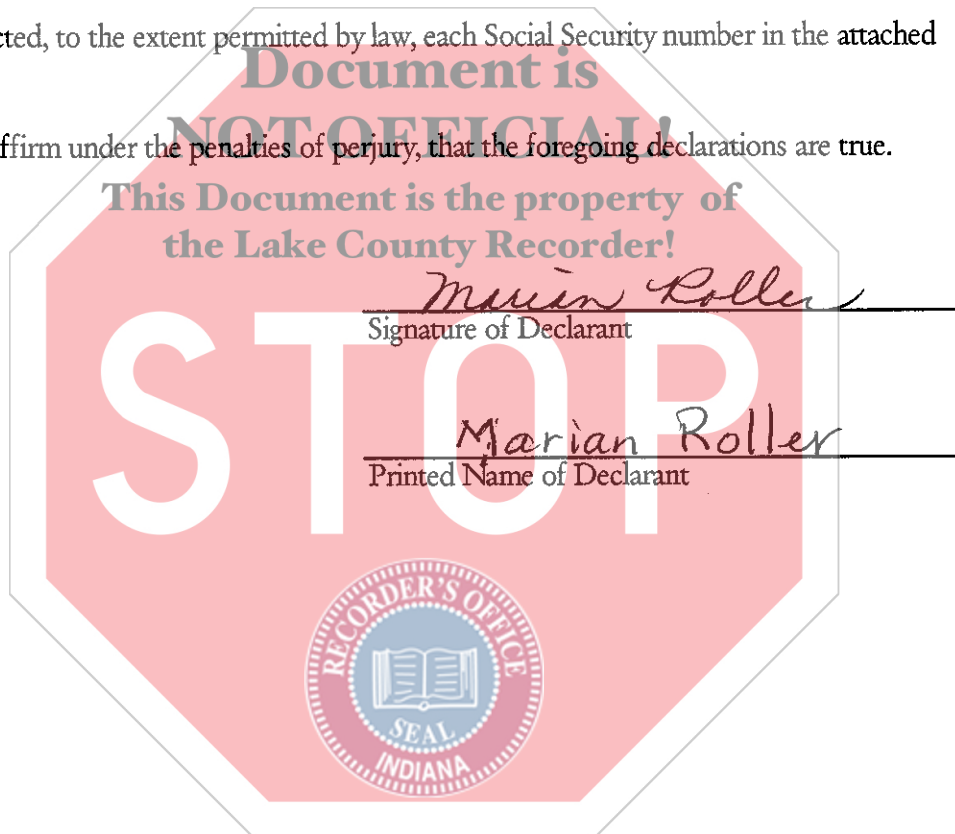 cted, to the extent permitted by law, each Social Security number in the attached
Document is
NOT OFFICIAL!
ffirm under the penalties of perjury, that the foregoing declarations are true.
This Document is the property of
the Lake County Recorder!
Marian Roller
Signature of Declarant
STOP
Marian Roller
Printed Name of Declarant
RECORDER'S OFFICE
SEAL
INDIANA